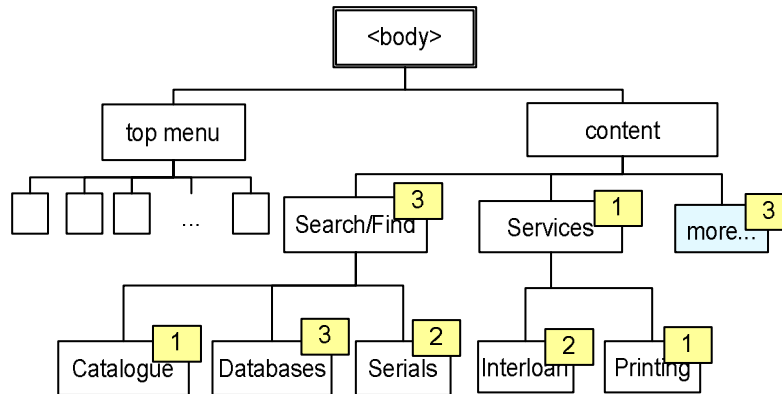 <body>
top menu
content
...
3
Search/Find
1
Services
3
more...
1
Catalogue
3
Databases
2
Serials
2
Interloan
1
Printing